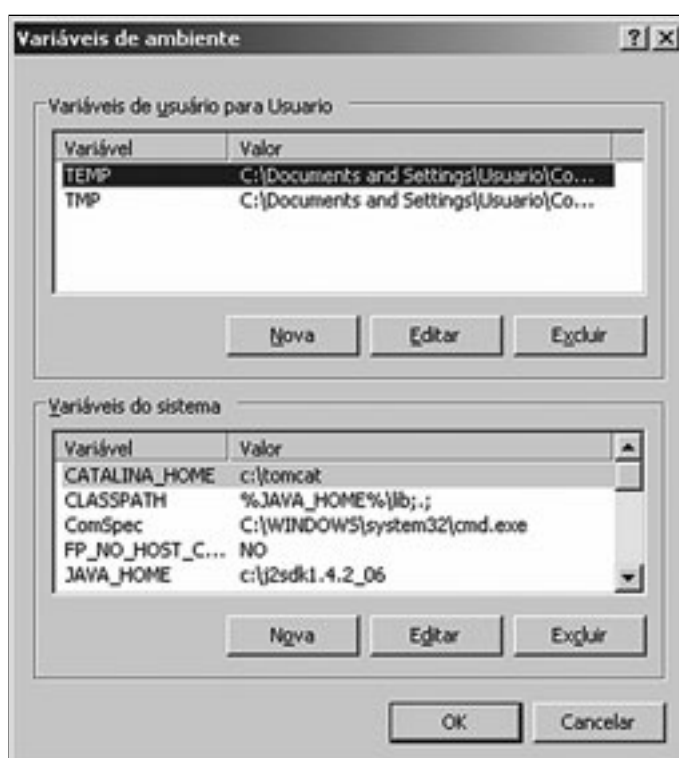 Variáveis de ambiente
Variáveis de usuário para Usuario
Variável Valor
TEMP C:\Documents and Settings\Usuario\Co...
TMP C:\Documents and Settings\Usuario\Co...
Nova Editar Excluir
Variáveis do sistema
Variável Valor
CATALINA_HOME c:\tomcat
CLASSPATH %JAVA_HOME%\lib;.;
ComSpec C:\WINDOWS\system32\cmd.exe
FP_NO_HOST_C... NO
JAVA_HOME c:\j2sdk1.4.2_06
Nova Editar Excluir
OK Cancelar